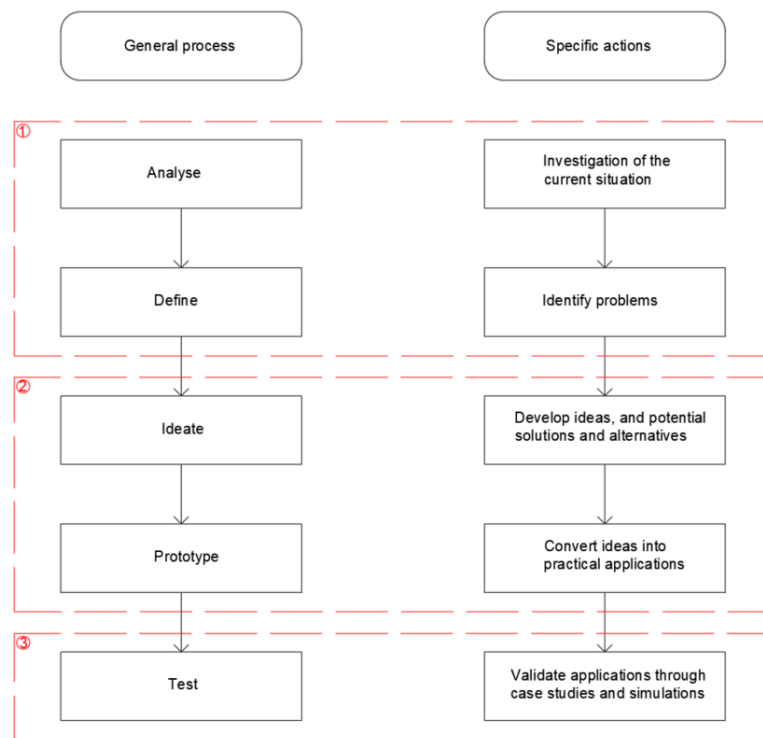 General process
Specific actions
①
Analyse
Investigation of the
current situation
Define
Identify problems
②
Ideate
Develop ideas, and potential
solutions and alternatives
Prototype
Convert ideas into
practical applications
③
Test
Validate applications through
case studies and simulations